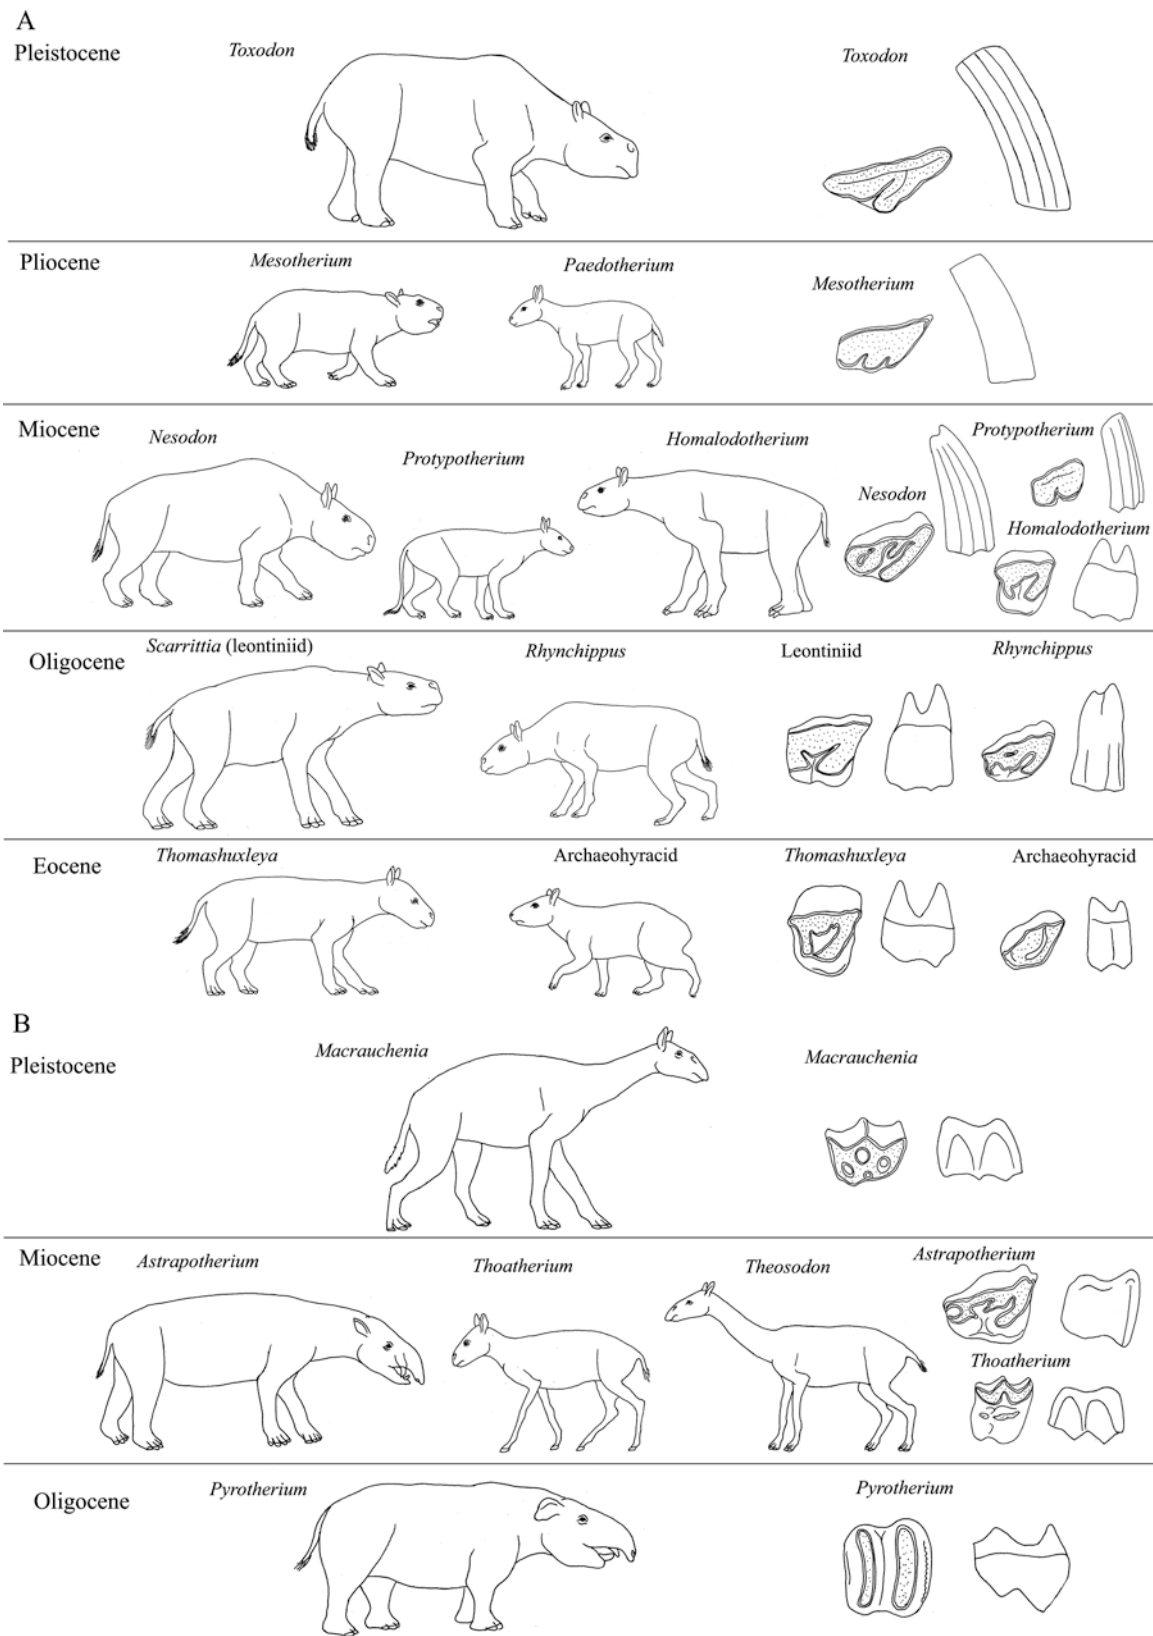 A
Pleistocene
Toxodon
Toxodon
Pliocene
Mesotherium
Paedotherium
Mesotherium
Miocene
Nesodon
Protypotherium
Homalodotherium
Nesodon
Protypotherium
Homalodotherium
Oligocene
Scarrittia (leontiniid)
Rhynchippus
Leontiniid
Rhynchippus
Eocene
Thomashuxleya
Archaeohyracid
Thomashuxleya
Archaeohyracid
B
Pleistocene
Macrauchenia
Macrauchenia
Miocene
Astrapotherium
Thoatherium
Theosodon
Astrapotherium
Thoatherium
Oligocene
Pyrotherium
Pyrotherium